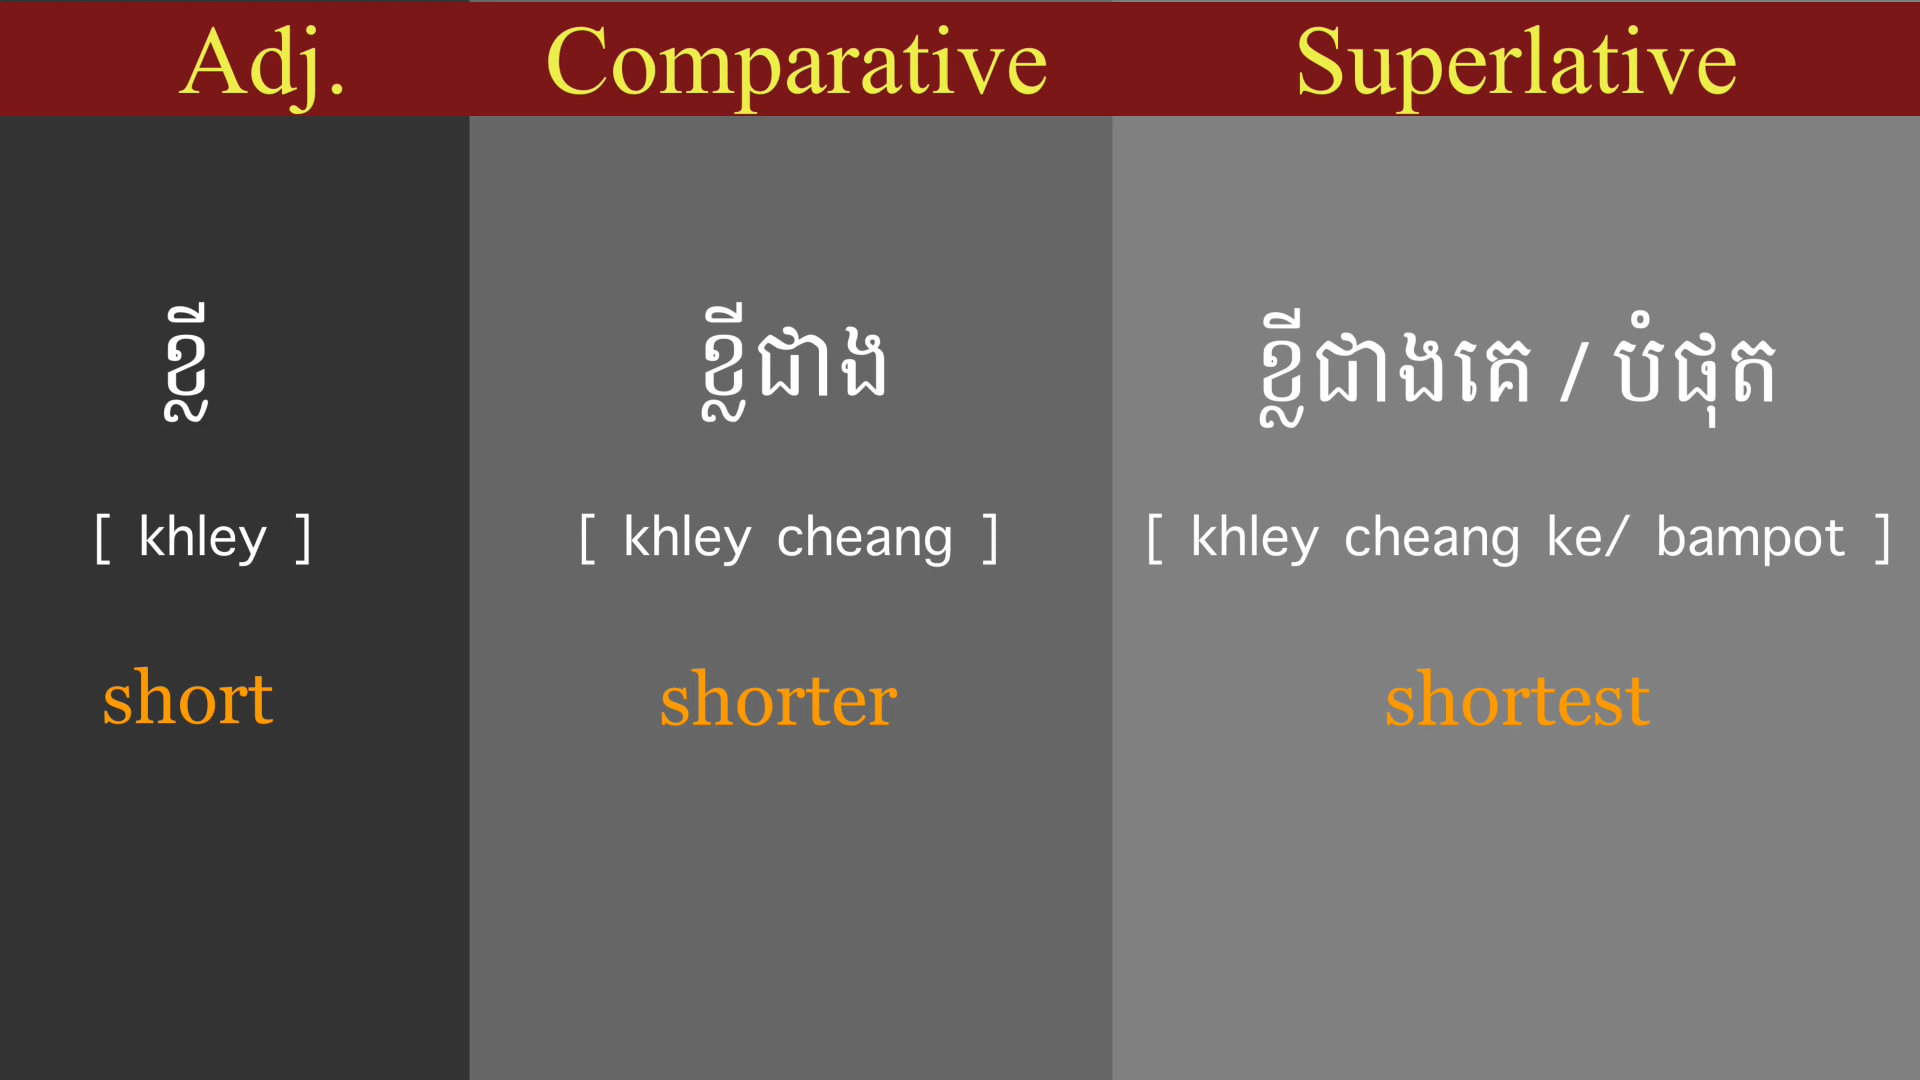 Adj. Comparative Superlative
ខ្លី ខ្លីជាង ខ្លីជាងគេ / បំផុត
[ khley ] [ khley cheang ] [ khley cheang ke/ bampot ]
short shorter shortest